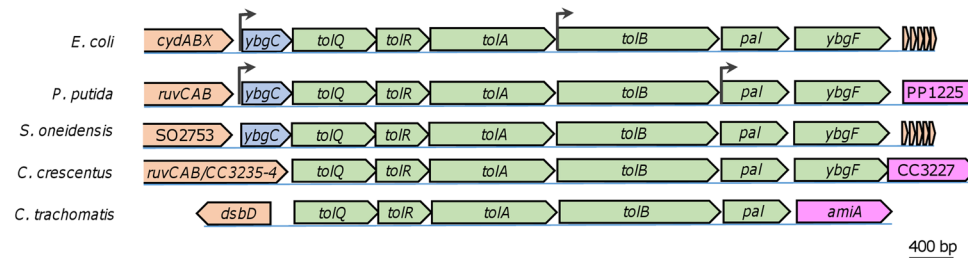 E. coli cydABX ybgC tolQ tolR tolA tolB pal ybgF
P. putida ruvCAB ybgC tolQ tolR tolA tolB pal ybgF PP1225
S. oneidensis SO2753 ybgC tolQ tolR tolA tolB pal ybgF
C. crescentus ruvCAB/CC3235-4 tolQ tolR tolA tolB pal ybgF CC3227
C. trachomatis dsbD tolQ tolR tolA tolB pal amiA
400 bp